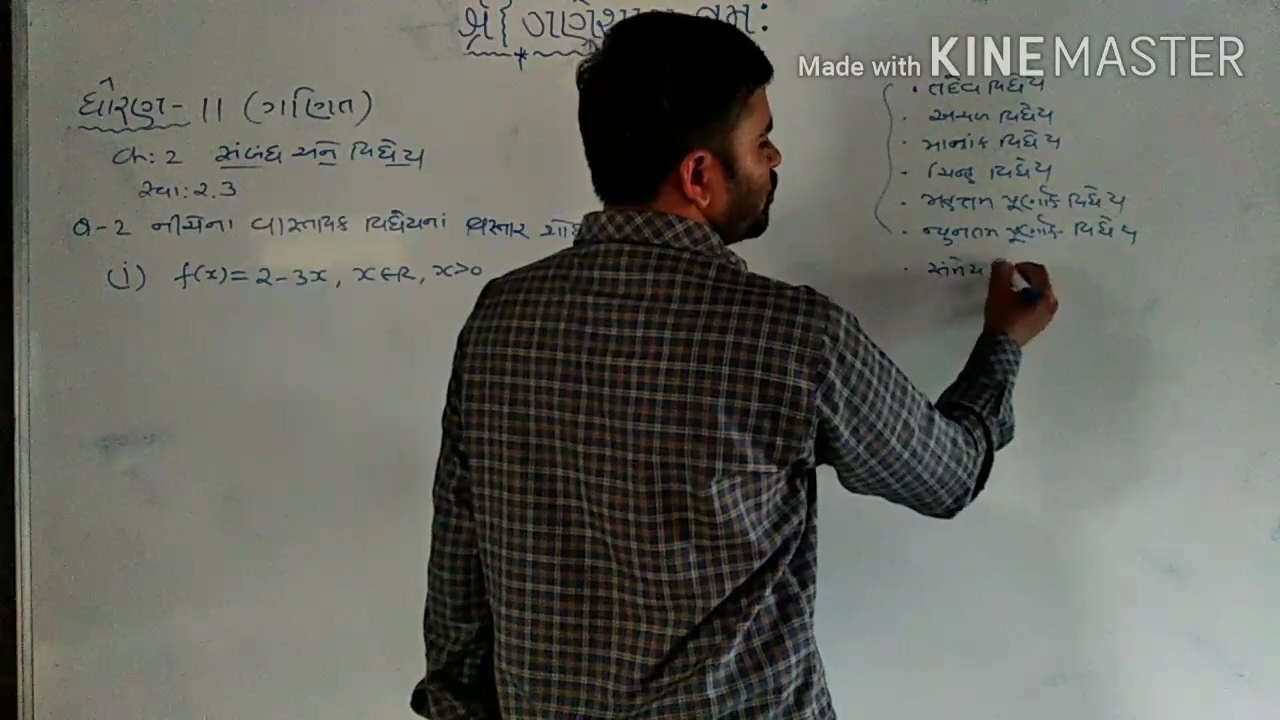 શ્રી ગણેશાય નમઃ
Made with KINEMASTER
ધોરણ - 11 (ગણિત)
Ch: 2 સંબંધ અને વિધેય
સ્વા: 2.3
Q-2 નીચેના વાસ્તવિક વિધેયનાં વિસ્તાર શોધ
(i) f(x) = 2 - 3x, x∈R, x>0
• તદેવ વિધેય
• અચળ વિધેય
• માનાંક વિધેય
• ચિહ્ન વિધેય
• મહત્તમ પૂર્ણાંક વિધેય
• ન્યુનતમ પૂર્ણાંક વિધેય
• સંમેય